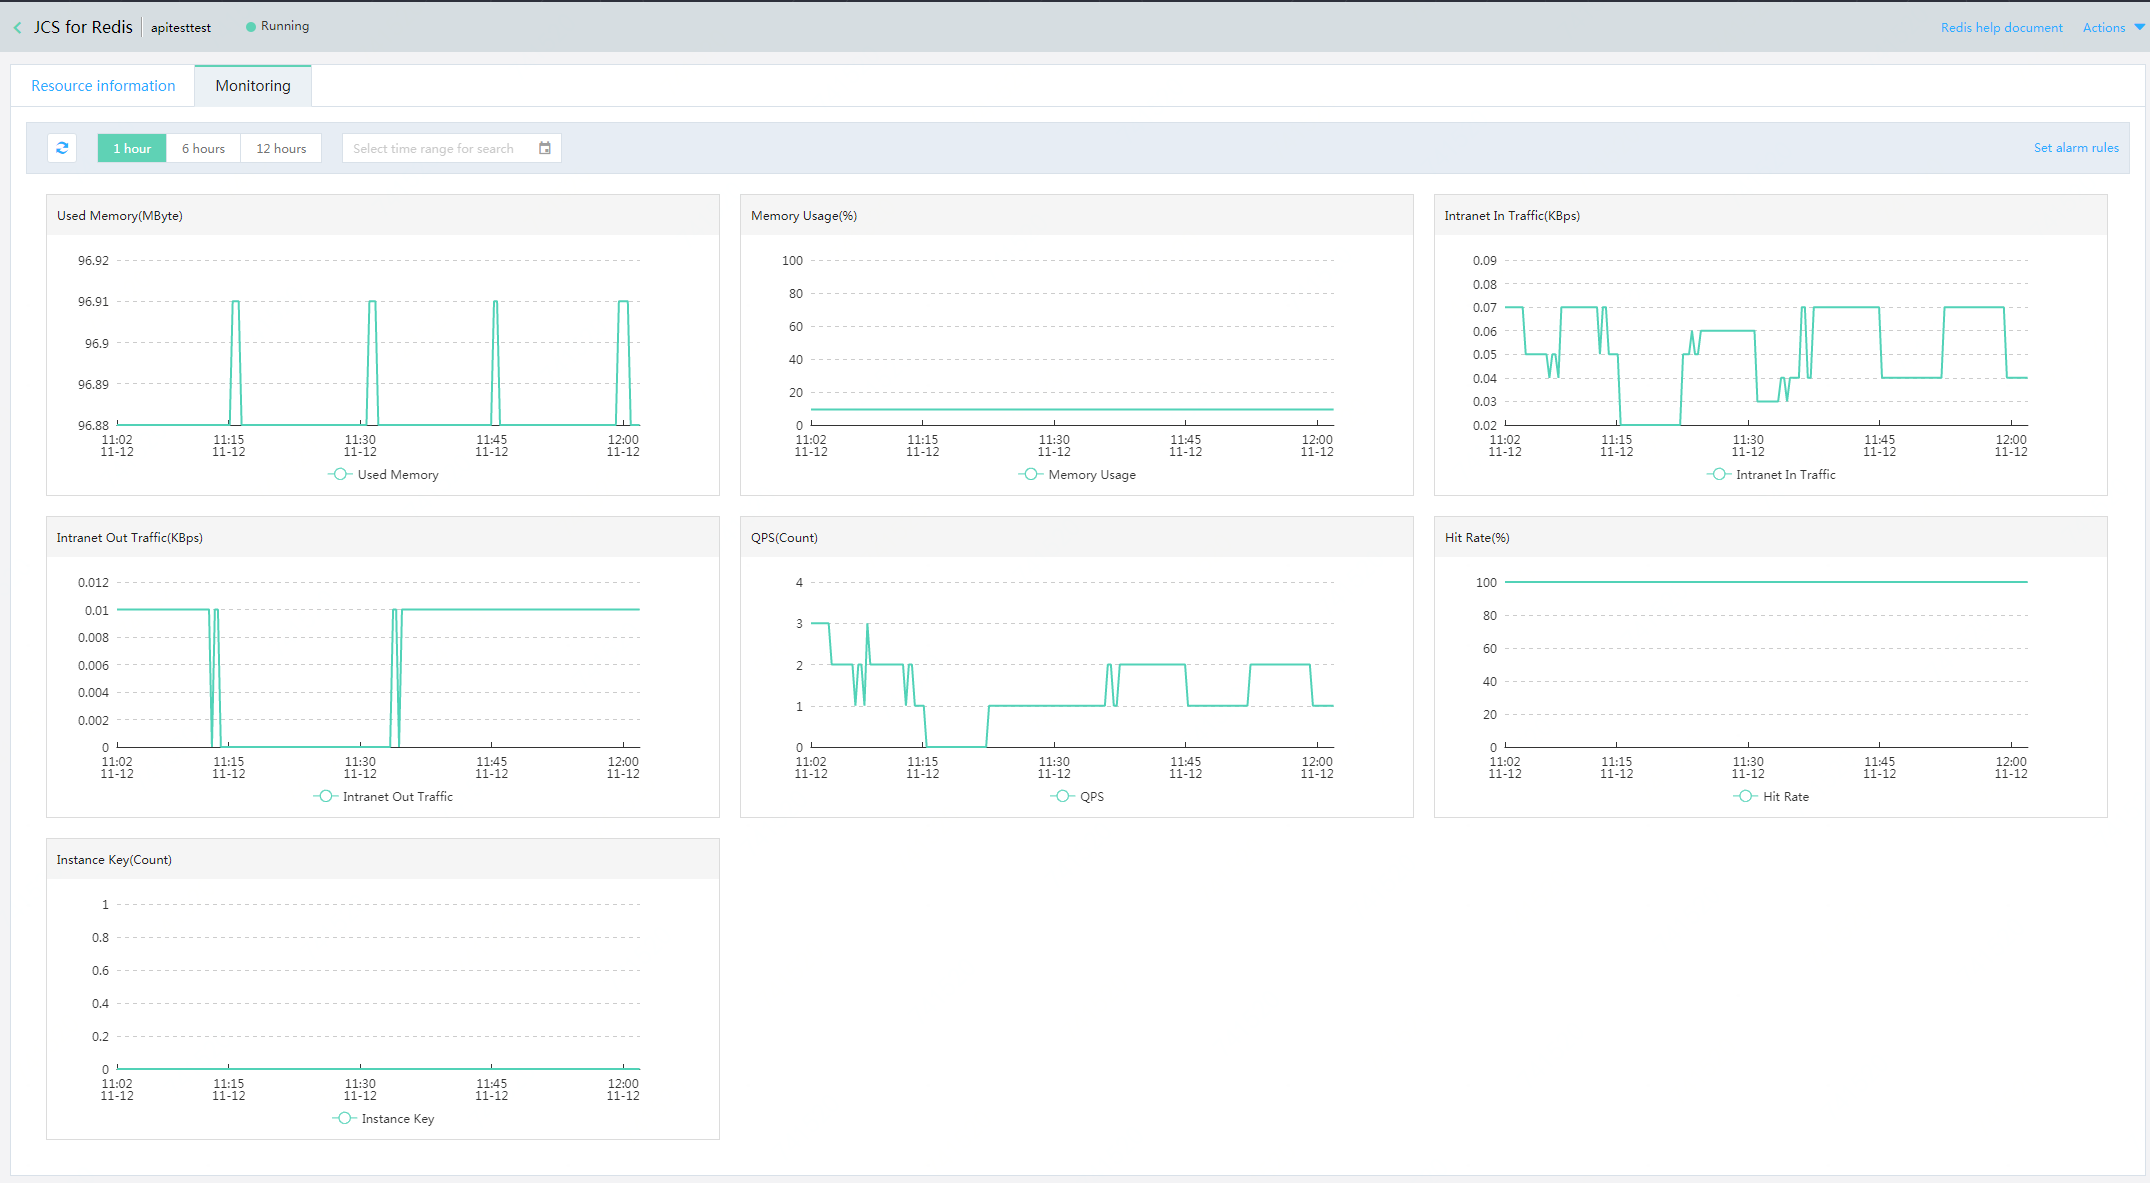 JCS for Redis apitesttest Running Redis help document Actions
Resource information Monitoring
1 hour 6 hours 12 hours Select time range for search Set alarm rules
Used Memory(MByte)
96.92
96.91
96.9
96.89
96.88
11:02 11:15 11:30 11:45 12:00
11-12 11-12 11-12 11-12 11-12
Used Memory
Memory Usage(%)
100
80
60
40
20
0
11:02 11:15 11:30 11:45 12:00
11-12 11-12 11-12 11-12 11-12
Memory Usage
Intranet In Traffic(KBps)
0.09
0.08
0.07
0.06
0.05
0.04
0.03
0.02
11:02 11:15 11:30 11:45 12:00
11-12 11-12 11-12 11-12 11-12
Intranet In Traffic
Intranet Out Traffic(KBps)
0.012
0.01
0.008
0.006
0.004
0.002
0
11:02 11:15 11:30 11:45 12:00
11-12 11-12 11-12 11-12 11-12
Intranet Out Traffic
QPS(Count)
4
3
2
1
0
11:02 11:15 11:30 11:45 12:00
11-12 11-12 11-12 11-12 11-12
QPS
Hit Rate(%)
100
80
60
40
20
0
11:02 11:15 11:30 11:45 12:00
11-12 11-12 11-12 11-12 11-12
Hit Rate
Instance Key(Count)
1
0.8
0.6
0.4
0.2
0
11:02 11:15 11:30 11:45 12:00
11-12 11-12 11-12 11-12 11-12
Instance Key